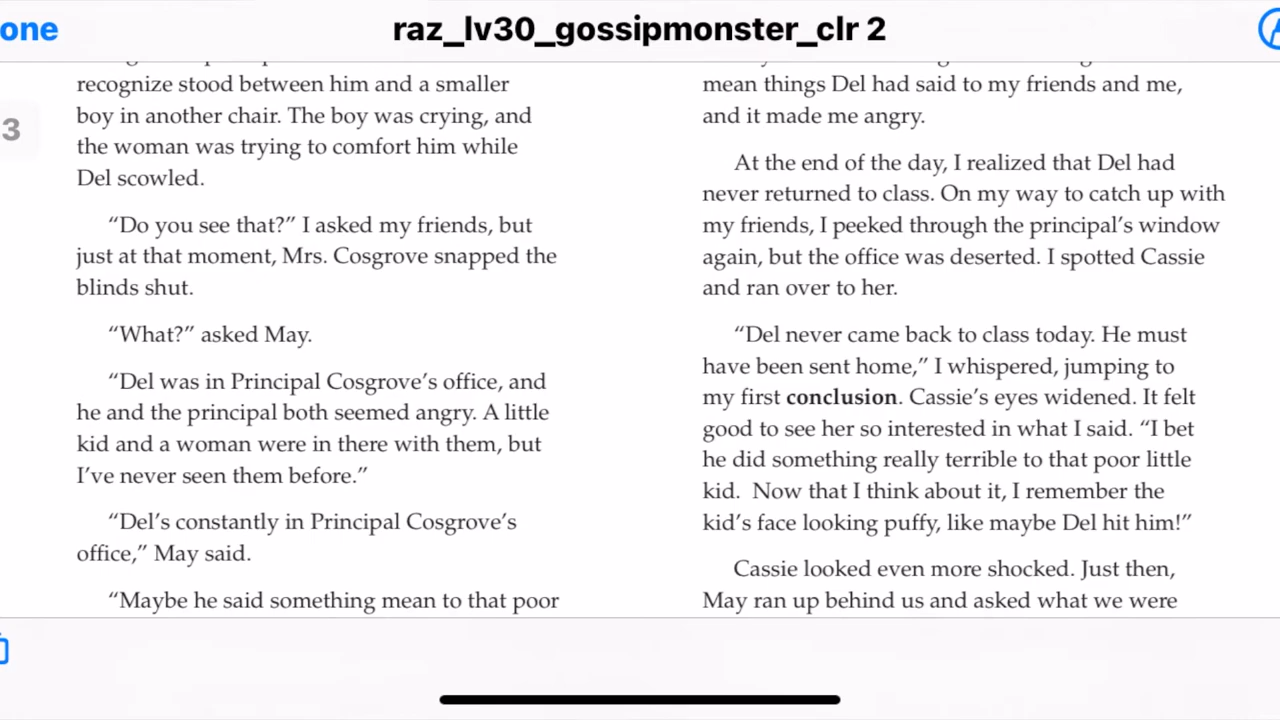 one
raz_lv30_gossipmonster_clr 2
3
recognize stood between him and a smaller
boy in another chair. The boy was crying, and
the woman was trying to comfort him while
Del scowled.
“Do you see that?” I asked my friends, but
just at that moment, Mrs. Cosgrove snapped the
blinds shut.
“What?” asked May.
“Del was in Principal Cosgrove’s office, and
he and the principal both seemed angry. A little
kid and a woman were in there with them, but
I’ve never seen them before.”
“Del’s constantly in Principal Cosgrove’s
office,” May said.
“Maybe he said something mean to that poor
mean things Del had said to my friends and me,
and it made me angry.
At the end of the day, I realized that Del had
never returned to class. On my way to catch up with
my friends, I peeked through the principal’s window
again, but the office was deserted. I spotted Cassie
and ran over to her.
“Del never came back to class today. He must
have been sent home,” I whispered, jumping to
my first conclusion. Cassie’s eyes widened. It felt
good to see her so interested in what I said. “I bet
he did something really terrible to that poor little
kid.  Now that I think about it, I remember the
kid’s face looking puffy, like maybe Del hit him!”
Cassie looked even more shocked. Just then,
May ran up behind us and asked what we were